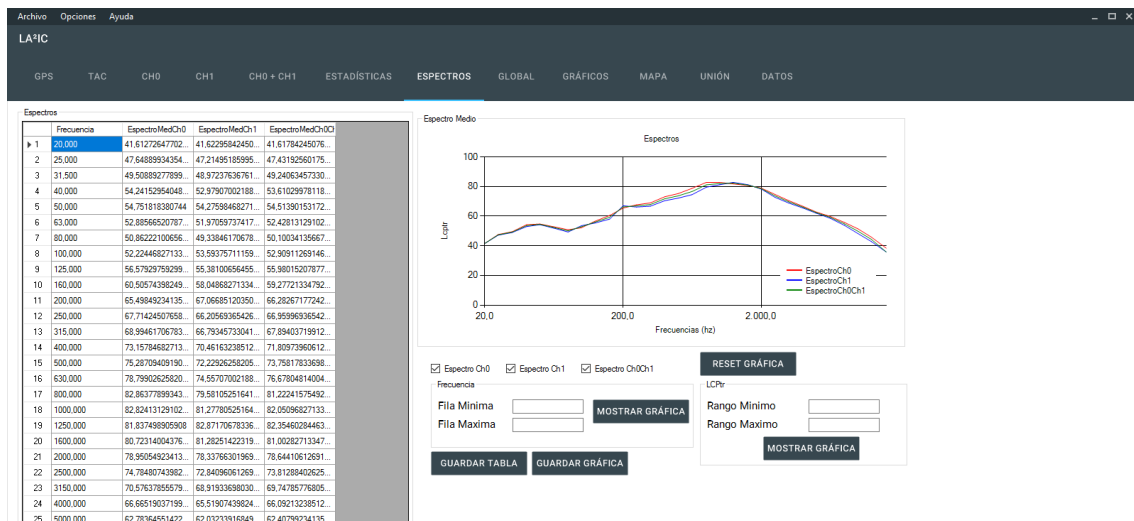 Archivo Opciones Ayuda
LA²IC
GPS TAC CH0 CH1 CH0 + CH1 ESTADÍSTICAS ESPECTROS GLOBAL GRÁFICOS MAPA UNIÓN DATOS
Espectros
Frecuencia EspectroMedCh0 EspectroMedCh1 EspectroMedCh0Cl
1 20,000 41,61272647702... 41,62295842450... 41,61784245076...
2 25,000 47,64889934354... 47,21495185995... 47,43192560175...
3 31,500 49,50889277899... 48,97237636761... 49,24063457330...
4 40,000 54,24152954048... 52,97907002188... 53,61029978118...
5 50,000 54,751818380744 54,27598468271... 54,51390153172...
6 63,000 52,88566520787... 51,97059737417... 52,42813129102...
7 80,000 50,86222100656... 49,33846170678... 50,10034135667...
8 100,000 52,22446827133... 53,59375711159... 52,90911269146...
9 125,000 56,57929759299... 55,38100656455... 55,98015207877...
10 160,000 60,50574398249... 58,04868271334... 59,27721334792...
11 200,000 65,49849234135... 67,06685120350... 66,28267177242...
12 250,000 67,71424507658... 66,20569365426... 66,95996936542...
13 315,000 68,99461706783... 66,79345733041... 67,89403719912...
14 400,000 73,15784682713... 70,46163238512... 71,80973960612...
15 500,000 75,28709409190... 72,22926258205... 73,75817833698...
16 630,000 78,79902625820... 74,55707002188... 76,67804814004...
17 800,000 82,86377899343... 79,58105251641... 81,22241575492...
18 1000,000 82,82413129102... 81,27780525164... 82,05096827133...
19 1250,000 81,837498905908 82,87170678336... 82,35460284463...
20 1600,000 80,72314004376... 81,28251422319... 81,00282713347...
21 2000,000 78,95054923413... 78,33766301969... 78,64410612691...
22 2500,000 74,78480743982... 72,84096061269... 73,81288402625...
23 3150,000 70,57637855579... 68,91933698030... 69,74785776805...
24 4000,000 66,66519037199... 65,51907439824... 66,09213238512...
25 5000,000 62,78364551422... 62,03233916849... 62,40799234135...
Espectro Medio
Espectros
100
80
60
40
20
0
Lcptr
20,0 200,0 2.000,0
Frecuencias (hz)
EspectroCh0
EspectroCh1
EspectroCh0Ch1
Espectro Ch0 Espectro Ch1 Espectro Ch0Ch1
RESET GRÁFICA
Frecuencia
Fila Minima
Fila Maxima
MOSTRAR GRÁFICA
LCPtr
Rango Minimo
Rango Maximo
MOSTRAR GRÁFICA
GUARDAR TABLA GUARDAR GRÁFICA